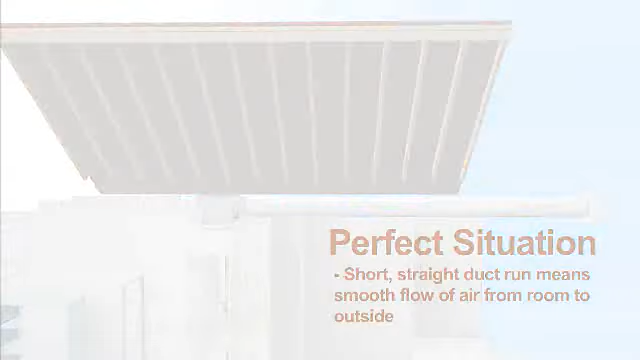 Perfect Situation
- Short, straight duct run means
smooth flow of air from room to
outside